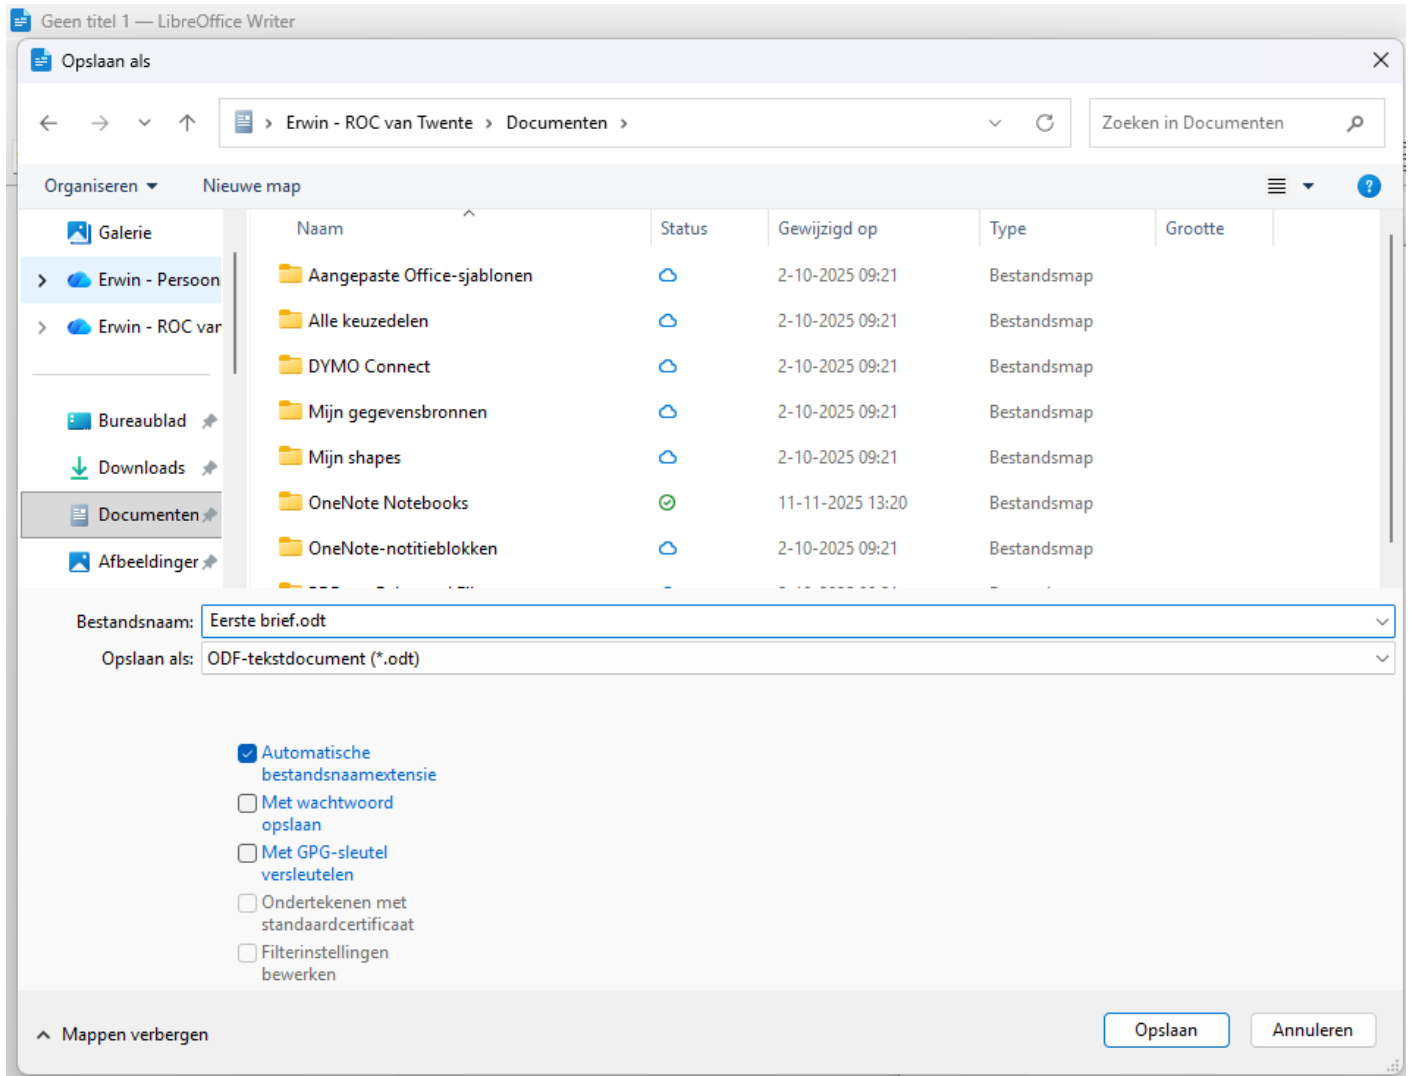 Geen titel 1 — LibreOffice Writer
Opslaan als
Erwin - ROC van Twente > Documenten >
Zoeken in Documenten
Organiseren
Nieuwe map
Naam Status Gewijzigd op Type Grootte
Galerie
Erwin - Persoon
Erwin - ROC var
Bureaublad
Downloads
Documenten
Afbeeldinger
Aangepaste Office-sjablonen 2-10-2025 09:21 Bestandsmap
Alle keuzedelen 2-10-2025 09:21 Bestandsmap
DYMO Connect 2-10-2025 09:21 Bestandsmap
Mijn gegevensbronnen 2-10-2025 09:21 Bestandsmap
Mijn shapes 2-10-2025 09:21 Bestandsmap
OneNote Notebooks 11-11-2025 13:20 Bestandsmap
OneNote-notitieblokken 2-10-2025 09:21 Bestandsmap
Bestandsnaam: Eerste brief.odt
Opslaan als: ODF-tekstdocument (*.odt)
Automatische
bestandsnaamextensie
Met wachtwoord
opslaan
Met GPG-sleutel
versleutelen
Ondertekenen met
standaardcertificaat
Filterinstellingen
bewerken
Mappen verbergen
Opslaan
Annuleren